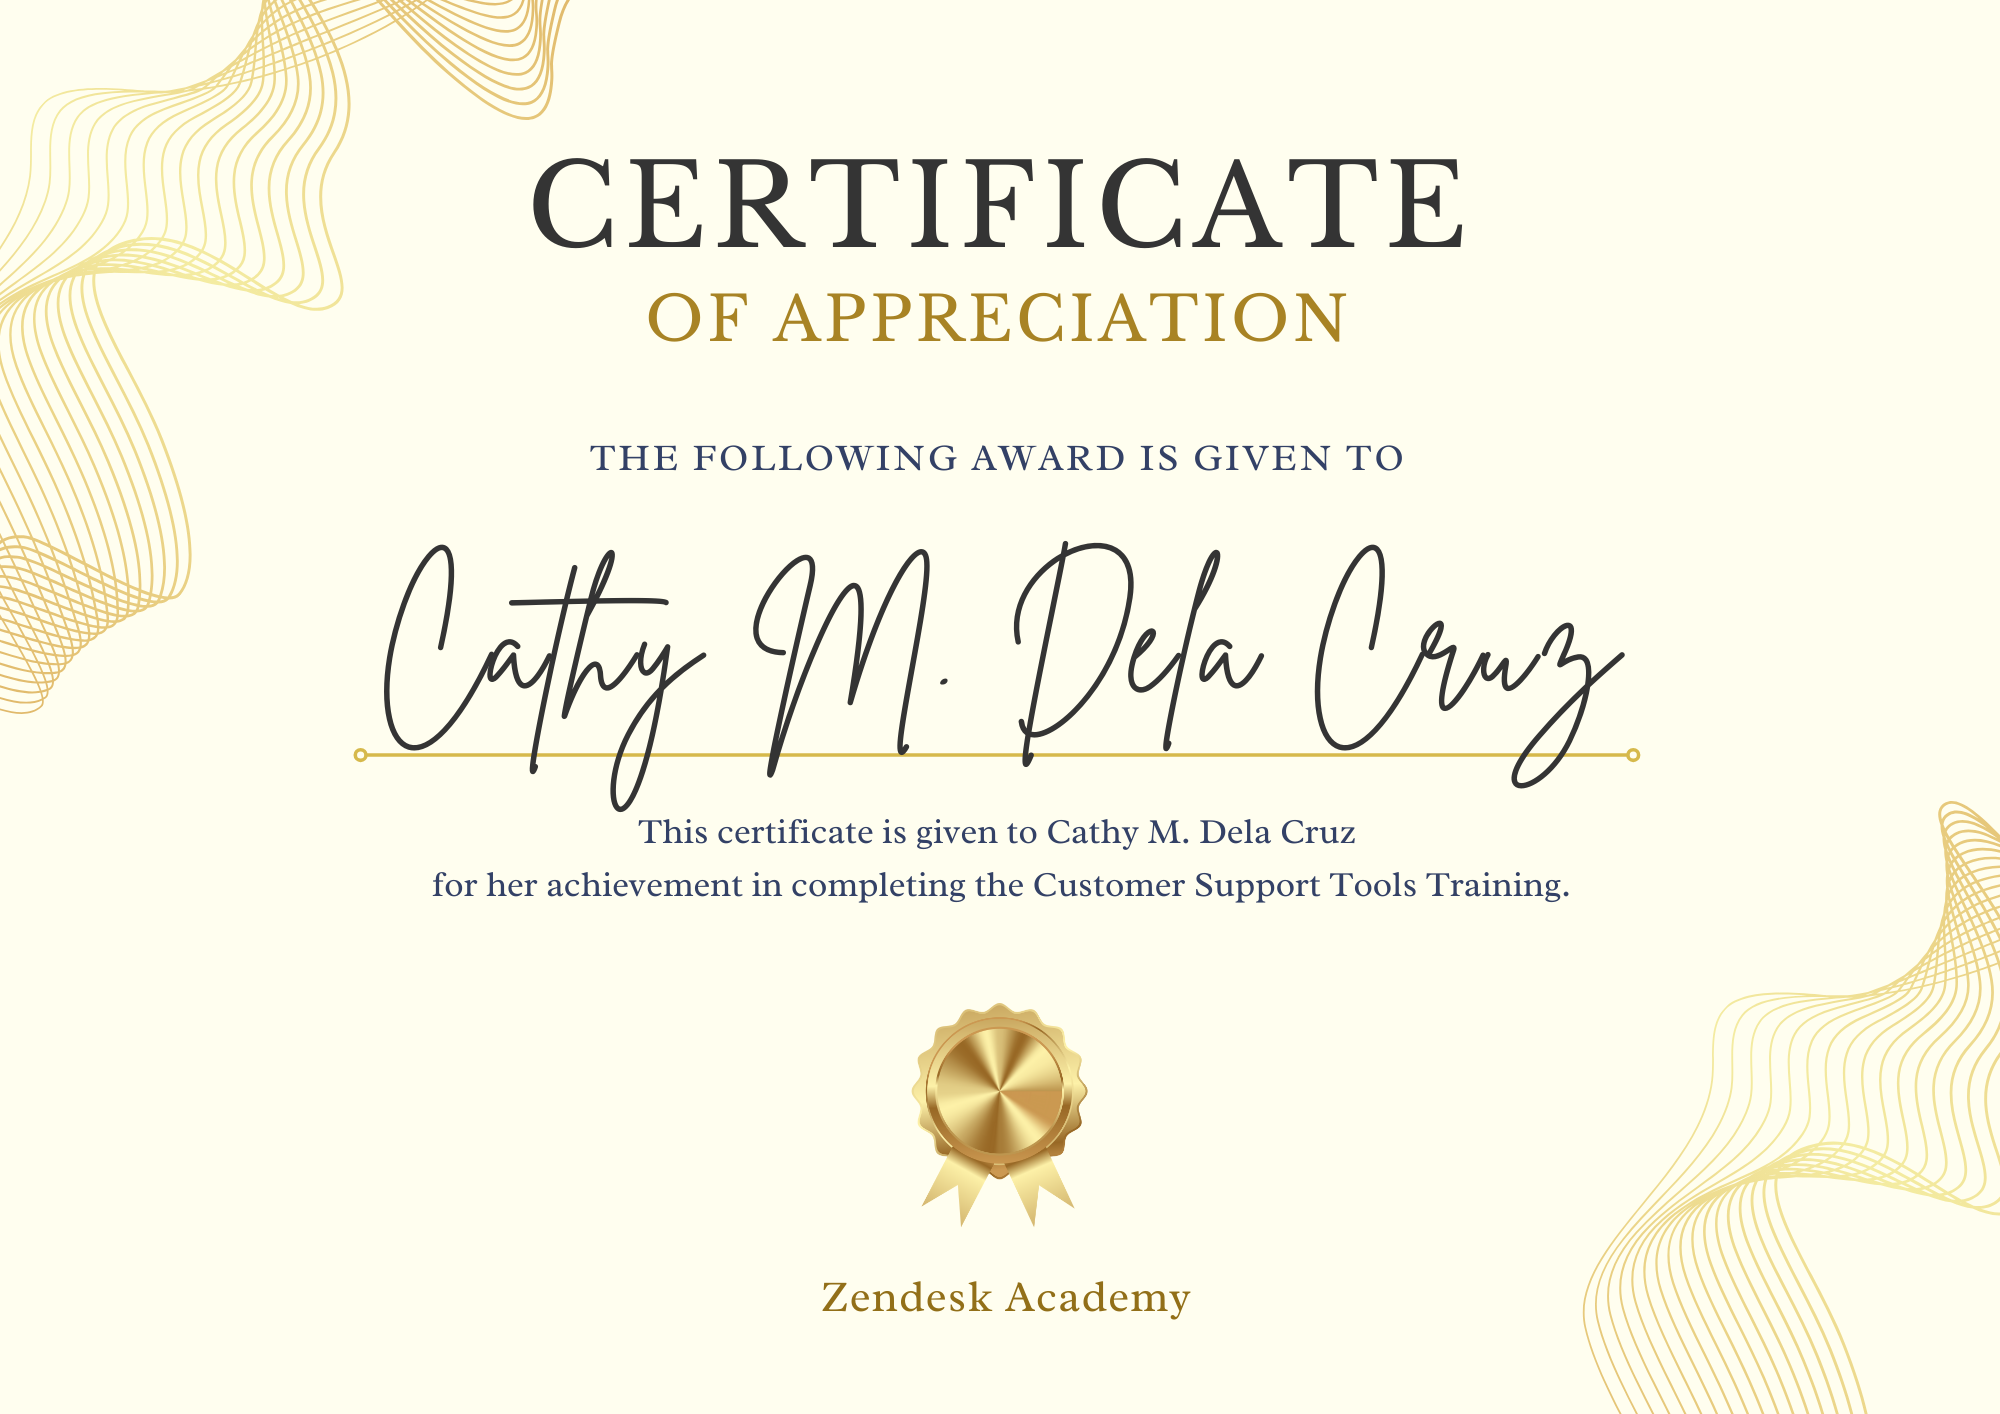 CERTIFICATE
OF APPRECIATION
THE FOLLOWING AWARD IS GIVEN TO
Cathy M. Dela Cruz
This certificate is given to Cathy M. Dela Cruz
for her achievement in completing the Customer Support Tools Training.
Zendesk Academy